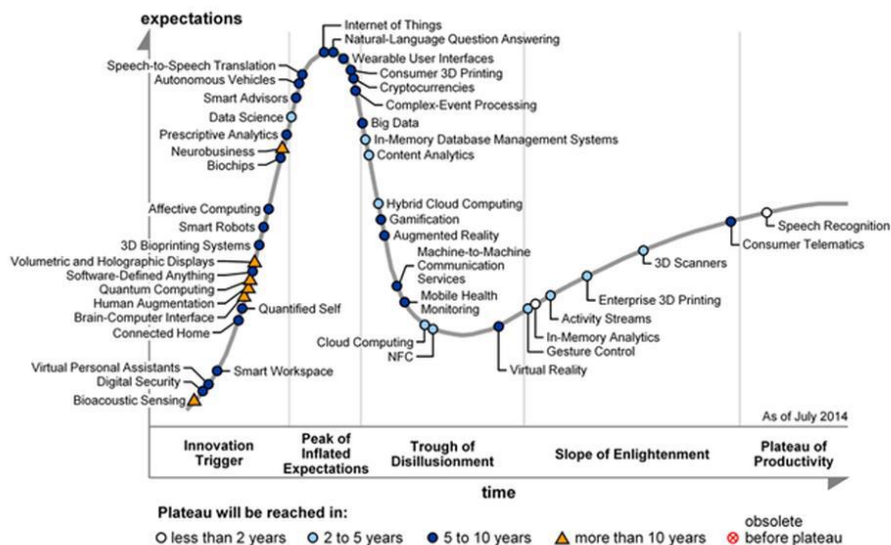 expectations
Internet of Things
Natural-Language Question Answering
Wearable User Interfaces
Consumer 3D Printing
Cryptocurrencies
Complex-Event Processing
Speech-to-Speech Translation
Autonomous Vehicles
Smart Advisors
Data Science
Prescriptive Analytics
Neurobusiness
Biochips
Big Data
In-Memory Database Management Systems
Content Analytics
Affective Computing
Smart Robots
3D Bioprinting Systems
Volumetric and Holographic Displays
Software-Defined Anything
Quantum Computing
Human Augmentation
Brain-Computer Interface
Connected Home
Quantified Self
Virtual Personal Assistants
Digital Security
Bioacoustic Sensing
Smart Workspace
Hybrid Cloud Computing
Gamification
Augmented Reality
Machine-to-Machine
Communication
Services
Mobile Health
Monitoring
Cloud Computing
NFC
Virtual Reality
Gesture Control
In-Memory Analytics
Activity Streams
Enterprise 3D Printing
3D Scanners
Consumer Telematics
Speech Recognition
As of July 2014
Innovation
Trigger
Peak of
Inflated
Expectations
Trough of
Disillusionment
Slope of Enlightenment
Plateau of
Productivity
time
Plateau will be reached in:
less than 2 years
2 to 5 years
5 to 10 years
more than 10 years
obsolete
before plateau